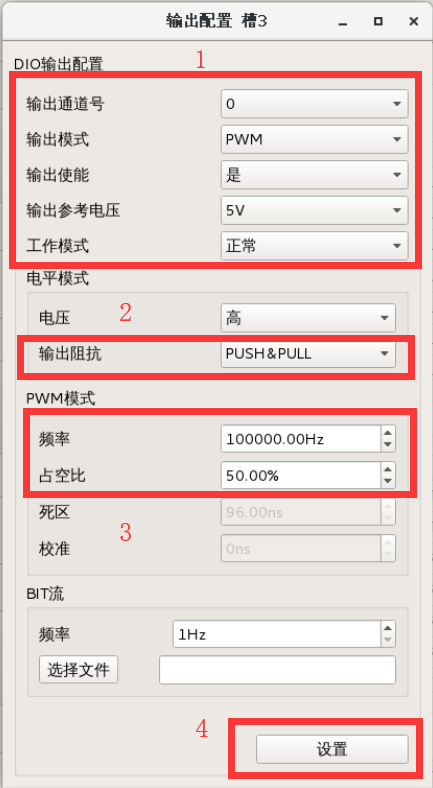 输出配置 槽3
DIO输出配置 1
输出通道号 0
输出模式 PWM
输出使能 是
输出参考电压 5V
工作模式 正常
电平模式
电压 2 高
输出阻抗 PUSH&PULL
PWM模式
频率 100000.00Hz
占空比 50.00%
死区 96.00ns
3
校准 0ns
BIT流
频率 1Hz
选择文件
4
设置